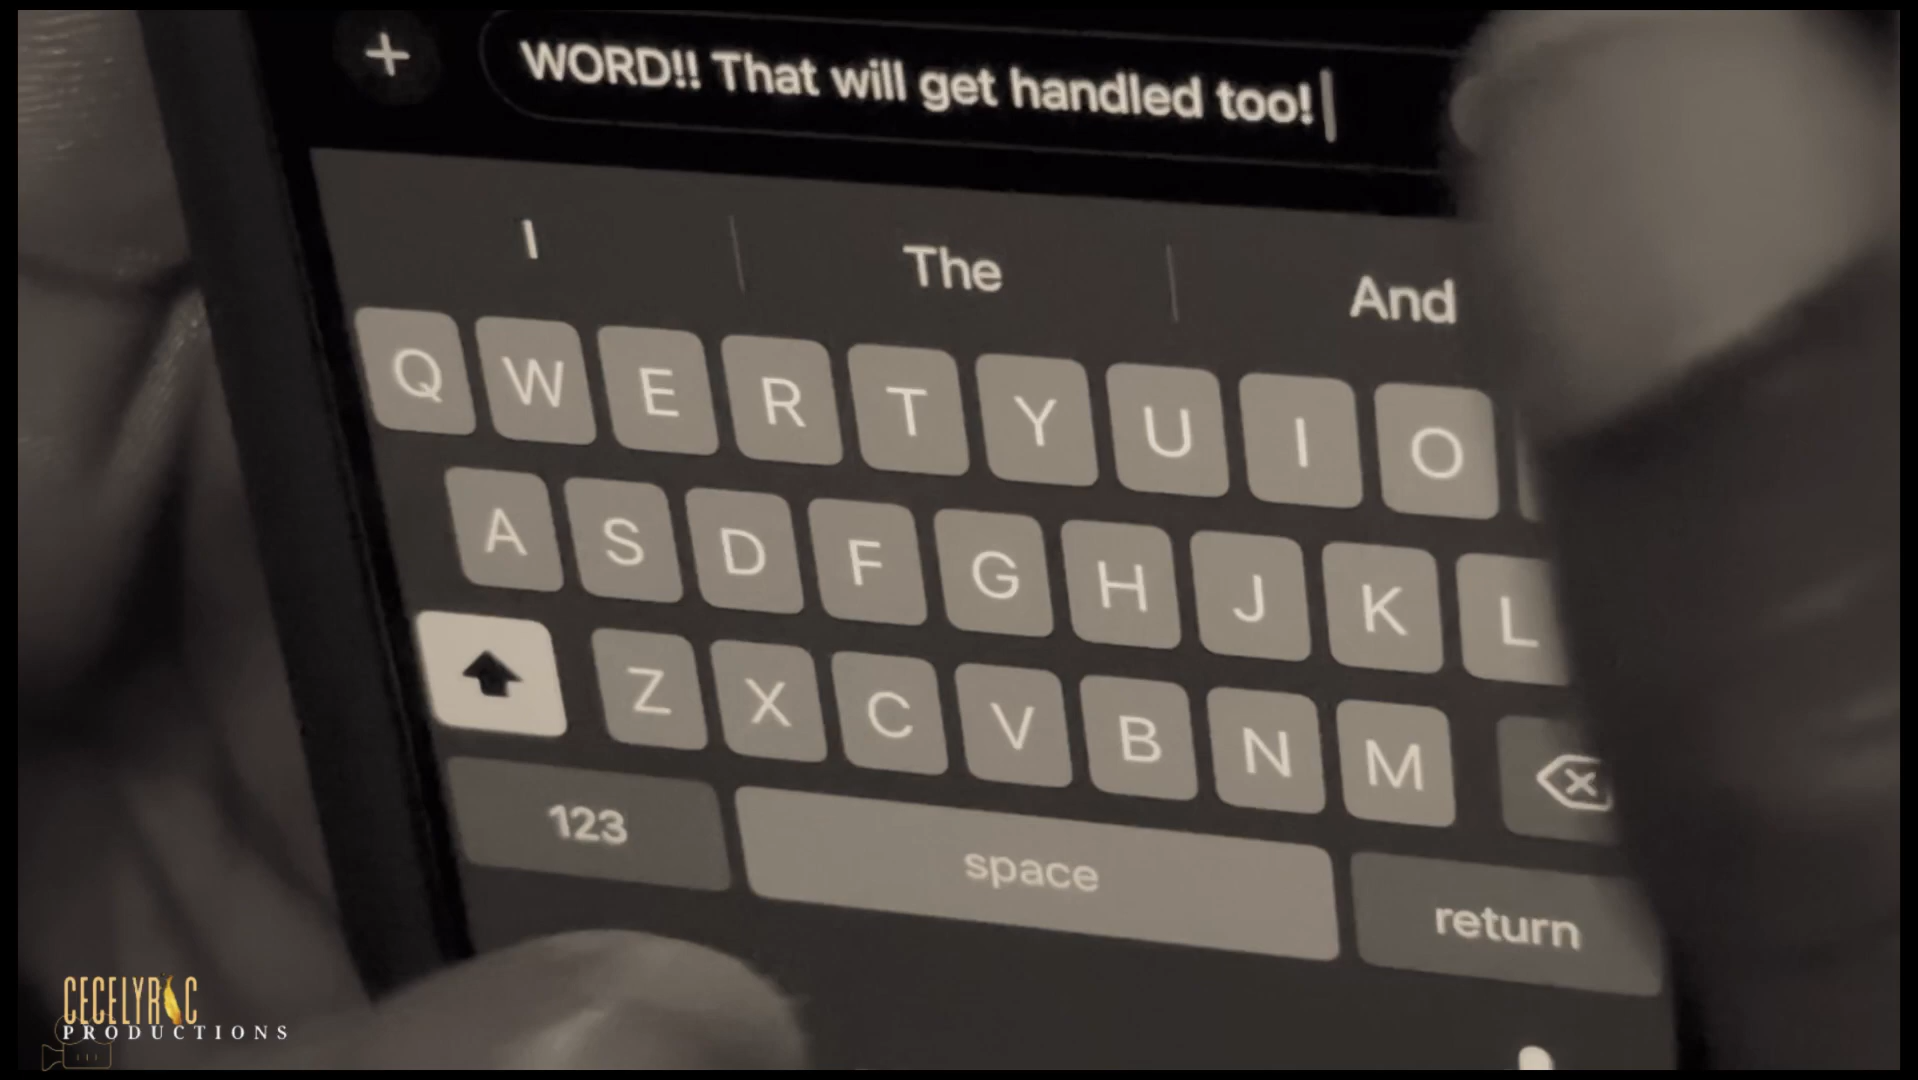 WORD!! That will get handled too!
I The And
Q W E R T Y U I O
A S D F G H J K L
Z X C V B N M
123 space return
CECELYRIC
PRODUCTIONS